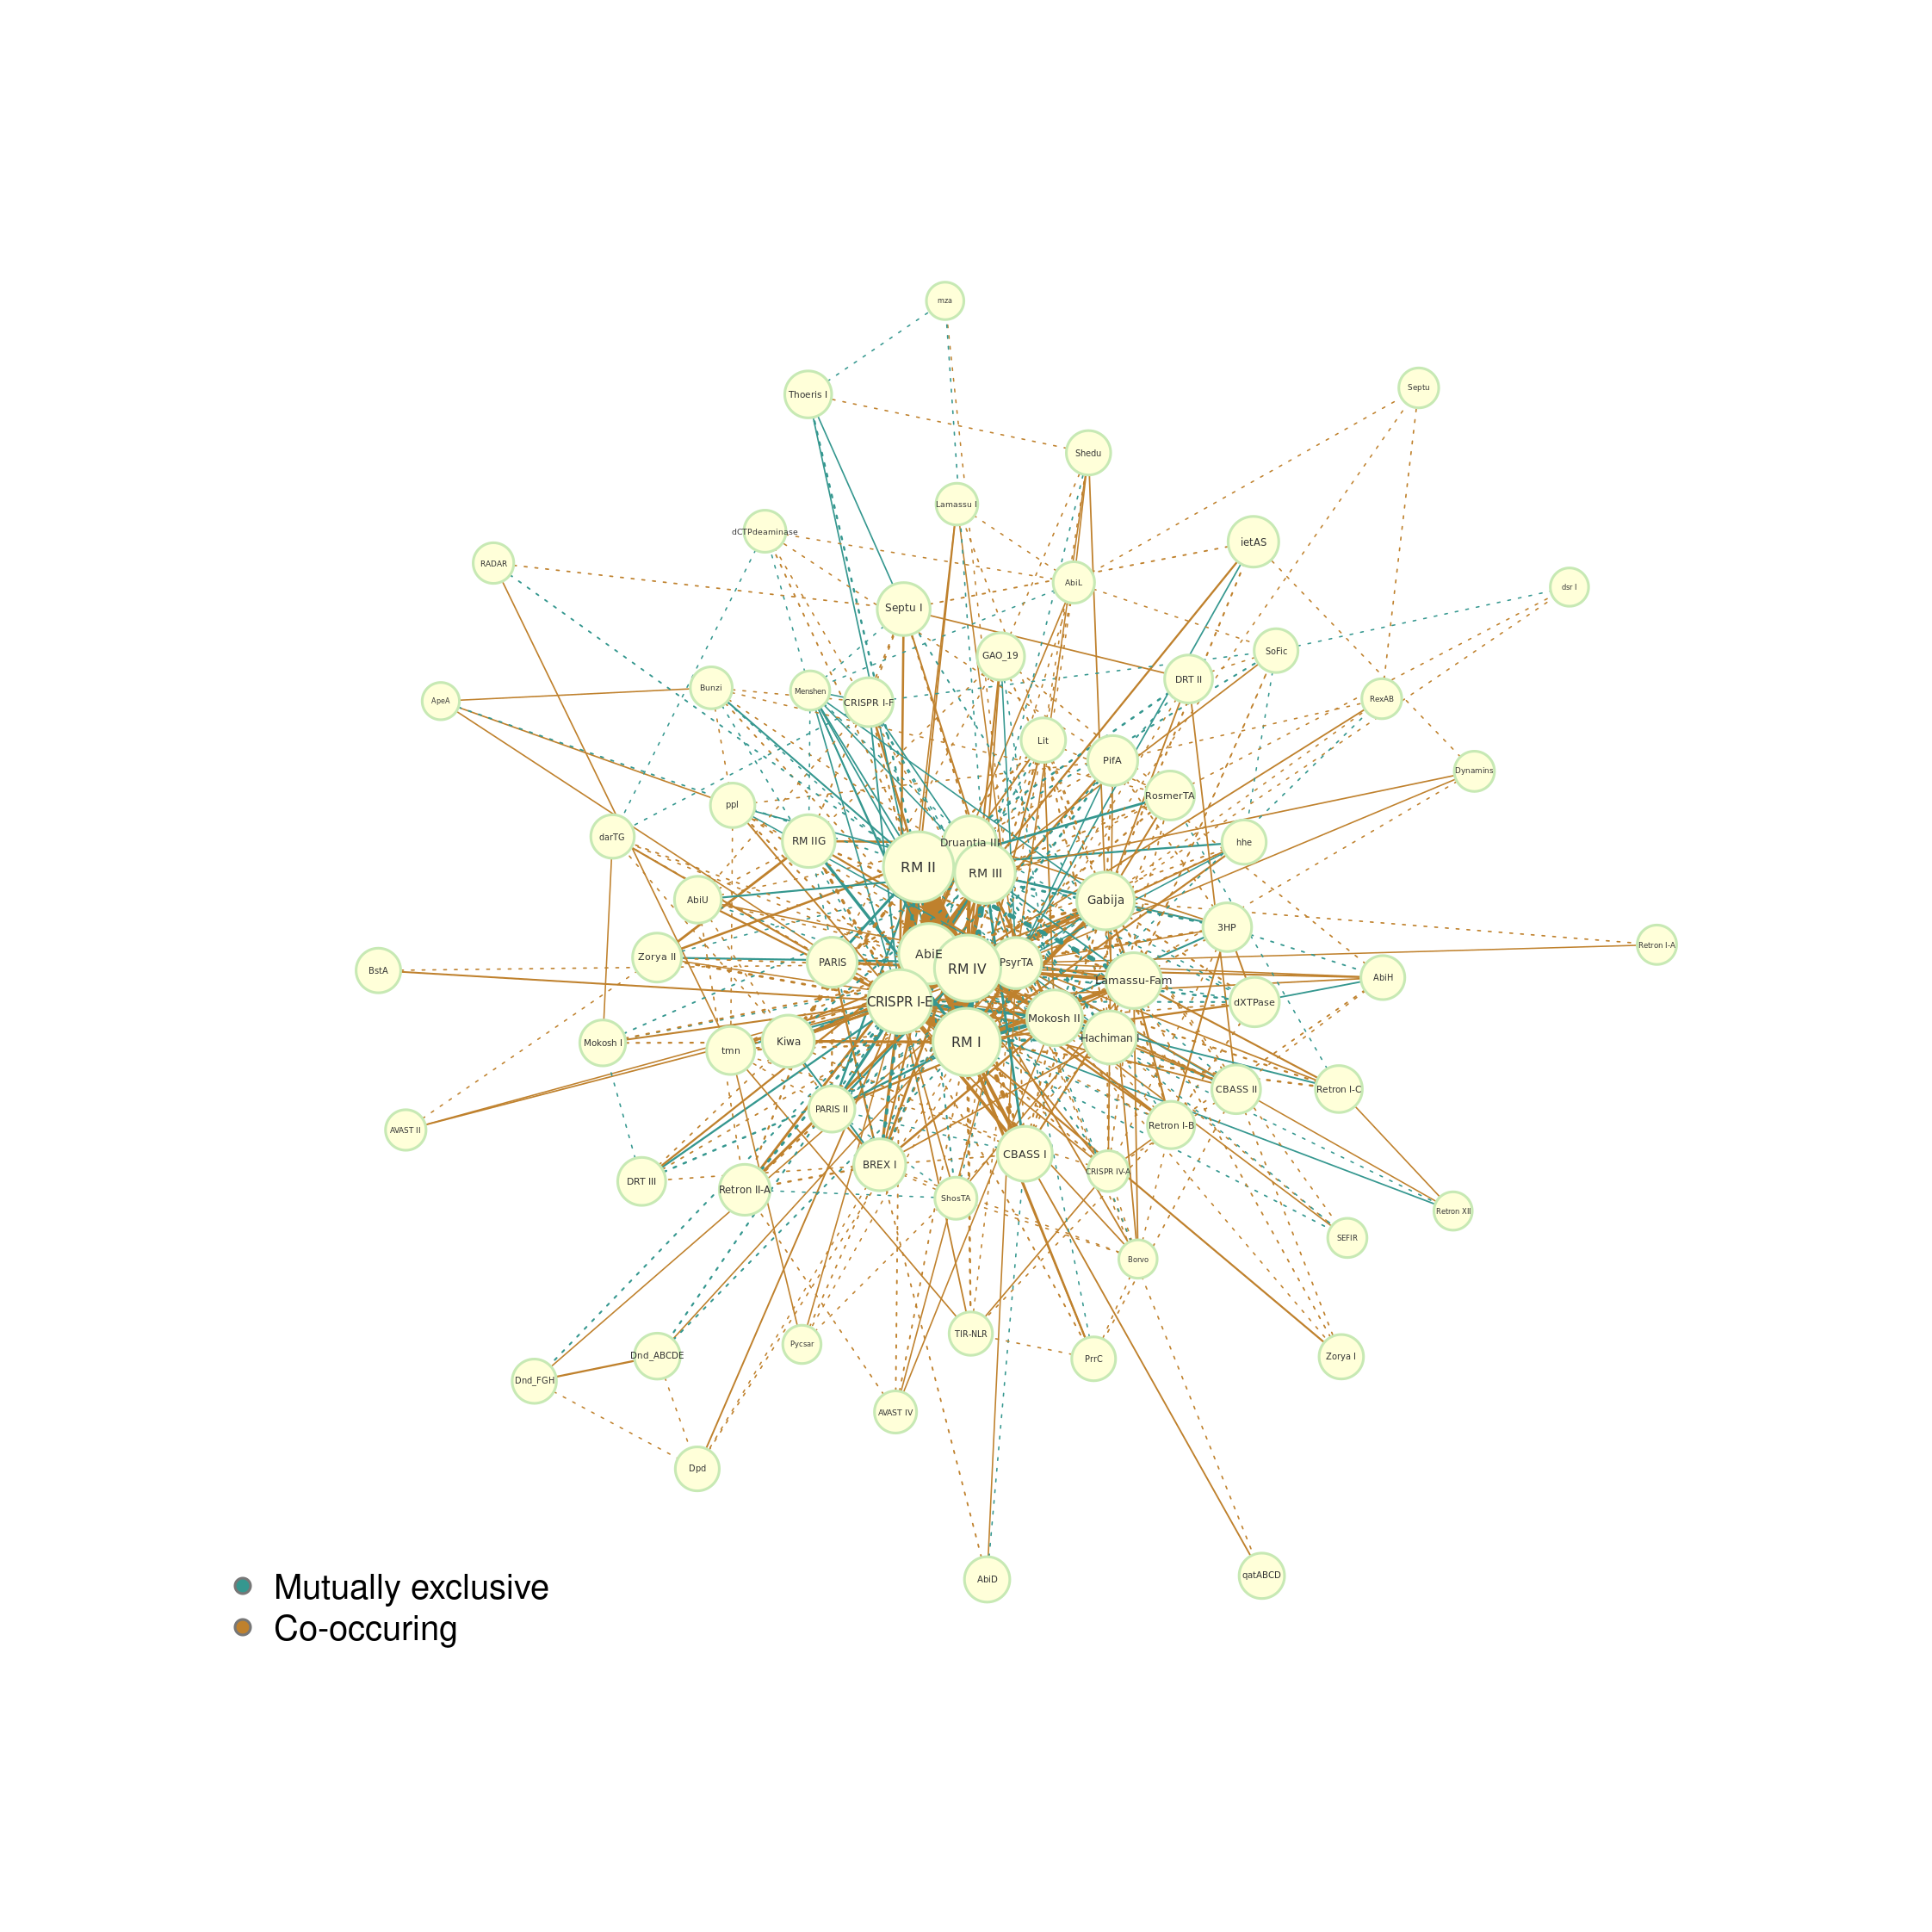 mza
Septu
Thoeris I
Shedu
Lamassu I
dCTPdeaminase
ietAS
RADAR
AbiL
dsr I
Septu I
GAO_19
SoFic
DRT II
Bunzi
Menshen
CRISPR I-F
ApeA
RexAB
Lit
PifA
Dynamins
RosmerTA
ppl
darTG
RM IIG
Druantia III
hhe
RM II
RM III
AbiU
Gabija
3HP
Retron I-A
Zorya II
PARIS
AbiE
RM IV
PsyrTA
BstA
Lamassu-Fam
AbiH
CRISPR I-E
dXTPase
Mokosh II
Mokosh I
tmn
Kiwa
RM I
Hachiman I
CBASS II
Retron I-C
PARIS II
AVAST II
Retron I-B
CBASS I
BREX I
CRISPR IV-A
DRT III
Retron II-A
ShosTA
Retron XII
SEFIR
Borvo
TIR-NLR
Pycsar
Dnd_ABCDE
PrrC
Zorya I
Dnd_FGH
AVAST IV
Dpd
AbiD
qatABCD
Mutually exclusive
Co-occuring